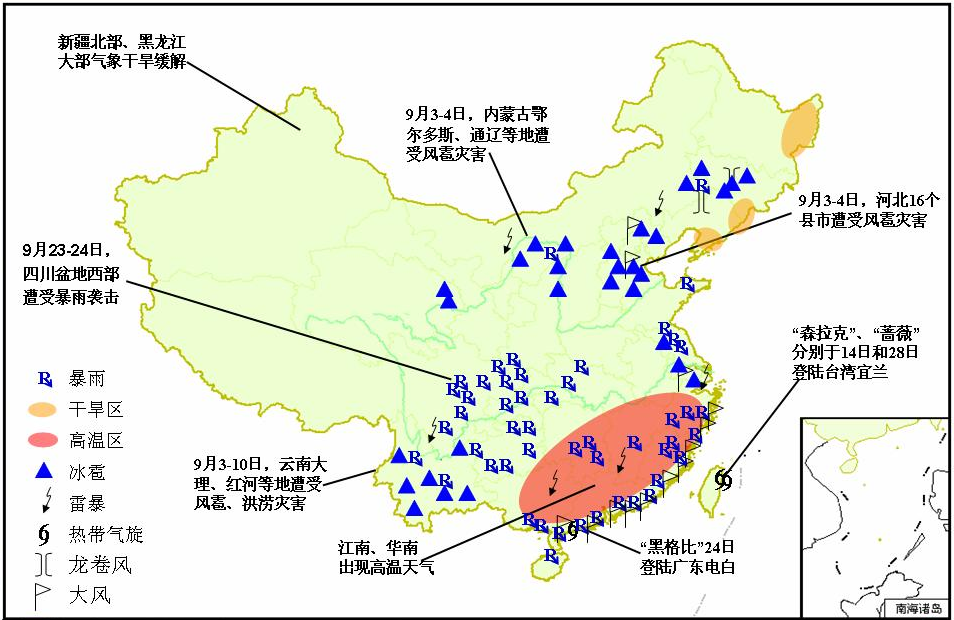 新疆北部、黑龙江
大部气象干旱缓解
9月3-4日，内蒙古鄂
尔多斯、通辽等地遭
受风雹灾害
9月3-4日，河北16个
县市遭受风雹灾害
9月23-24日，
四川盆地西部
遭受暴雨袭击
“森拉克”、“蔷薇”
分别于14日和28日
登陆台湾宜兰
暴雨
干旱区
高温区
冰雹
雷暴
热带气旋
龙卷风
大风
9月3-10日，云南大
理、红河等地遭受
风雹、洪涝灾害
江南、华南
出现高温天气
“黑格比”24日
登陆广东电白
南海诸岛